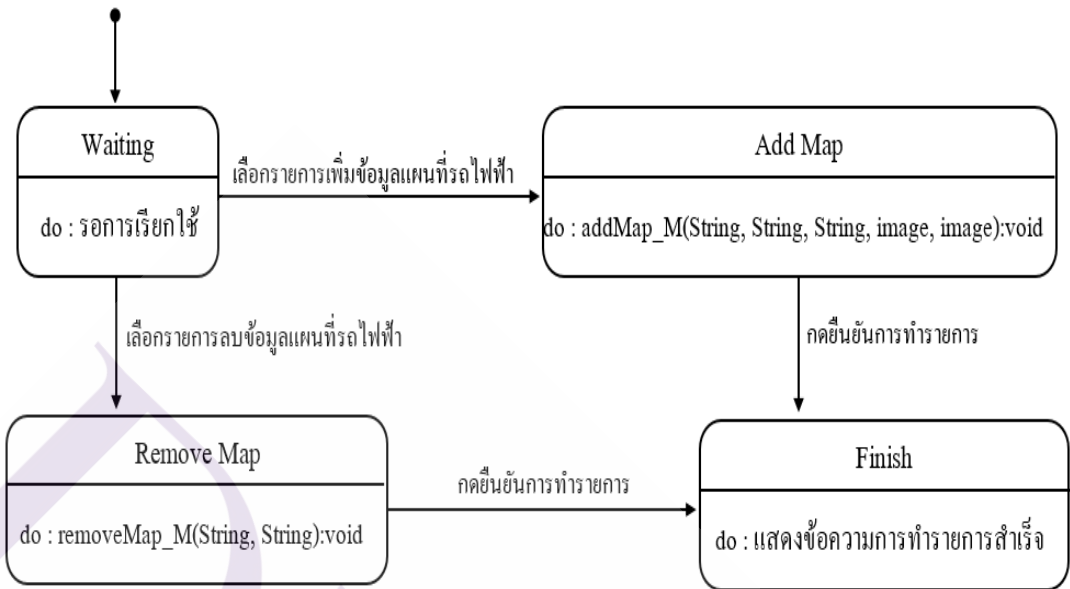 Waiting
do : รอการเรียกใช้
เลือกรายการเพิ่มข้อมูลแผนที่รถไฟฟ้า
Add Map
do : addMap_M(String, String, String, image, image):void
เลือกรายการลบข้อมูลแผนที่รถไฟฟ้า
กดยืนยันการทำรายการ
Remove Map
do : removeMap_M(String, String):void
กดยืนยันการทำรายการ
Finish
do : แสดงข้อความการทำรายการสำเร็จ